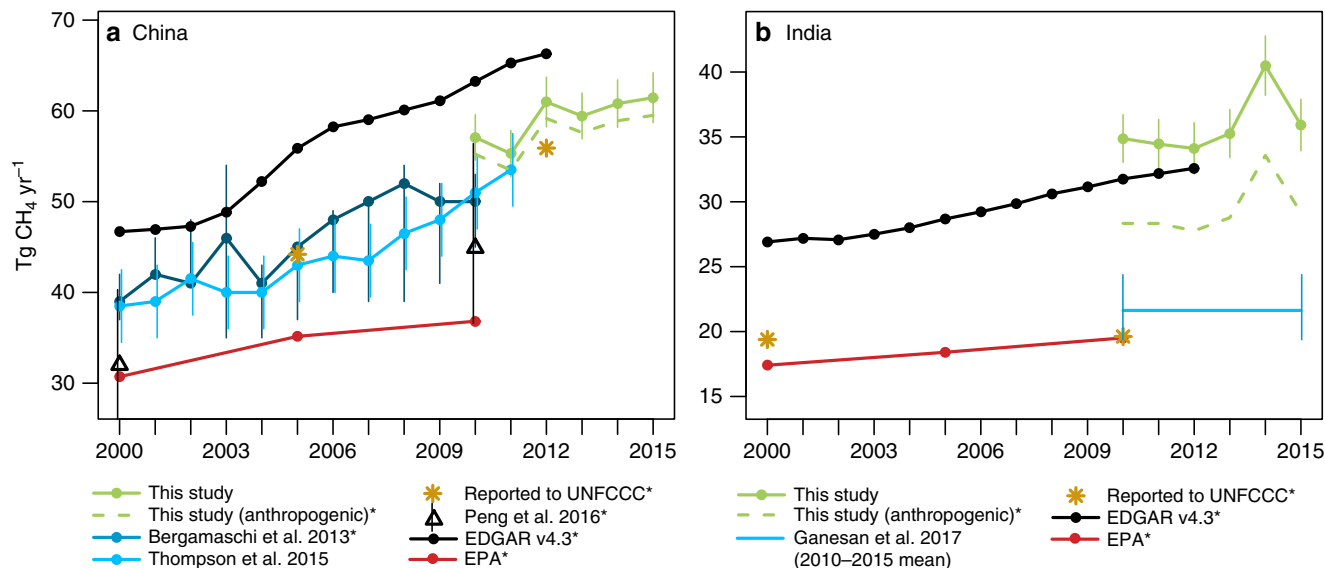 a China
b India
Tg CH4 yr−1
70
60
50
40
30
2000 2003 2006 2009 2012 2015
40
35
30
25
20
15
2000 2003 2006 2009 2012 2015
This study
This study (anthropogenic)*
Bergamaschi et al. 2013*
Thompson et al. 2015
Reported to UNFCCC*
Peng et al. 2016*
EDGAR v4.3*
EPA*
This study
This study (anthropogenic)*
Ganesan et al. 2017
(2010–2015 mean)
Reported to UNFCCC*
EDGAR v4.3*
EPA*